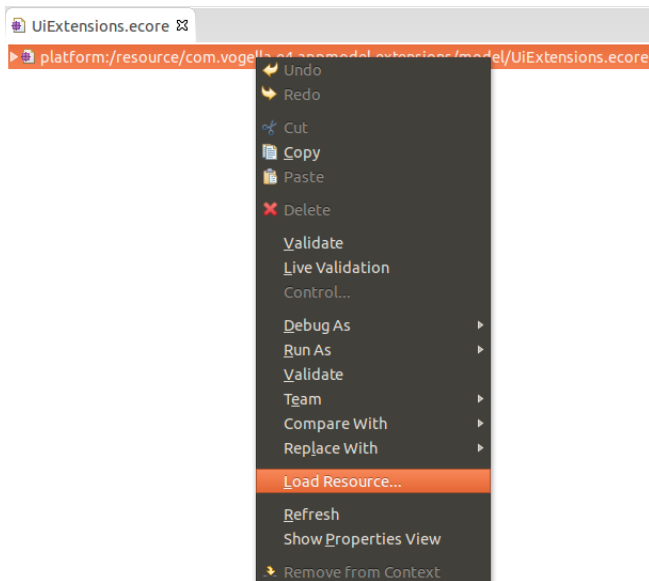 UiExtensions.ecore
platform:/resource/com.vogella.e4.appmodel.extensions/model/UiExtensions.ecore
Undo
Redo
Cut
Copy
Paste
Delete
Validate
Live Validation
Control...
Debug As
Run As
Validate
Team
Compare With
Replace With
Load Resource...
Refresh
Show Properties View
Remove from Context